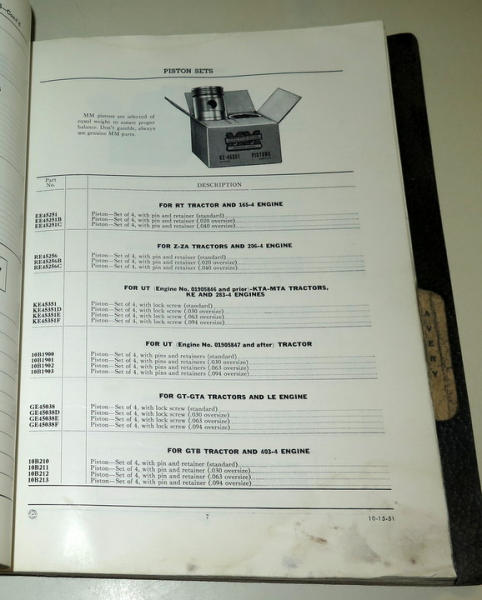 PISTON SETS
MM pistons are selected of
equal weight to assure proper
balance. Don't gamble, always
use genuine MM parts.
PISTONS
Part
No.
DESCRIPTION
FOR RT TRACTOR AND 165-4 ENGINE
EE45251 Piston—Set of 4, with pin and retainer (standard)
EE45251B Piston—Set of 4, with pin and retainer (.020 oversize)
EE45251C Piston—Set of 4, with pin and retainer (.040 oversize)
FOR Z-ZA TRACTORS AND 206-4 ENGINE
RE45256 Piston—Set of 4, with pin and retainer (standard)
RE45256B Piston—Set of 4, with pin and retainer (.020 oversize)
RE45256C Piston—Set of 4, with pin and retainer (.040 oversize)
FOR UT (Engine No. 01905846 and prior)-KTA-MTA TRACTORS,
KE AND 283-4 ENGINES
KE45351 Piston—Set of 4, with lock screw (standard)
KE45351D Piston—Set of 4, with lock screw (.030 oversize)
KE45351E Piston—Set of 4, with lock screw (.063 oversize)
KE45351F Piston—Set of 4, with lock screw (.094 oversize)
FOR UT (Engine No. 01905847 and after) TRACTOR
10B1900 Piston—Set of 4, with pins and retainers (standard)
10B1901 Piston—Set of 4, with pins and retainers (.030 oversize)
10B1902 Piston—Set of 4, with pins and retainers (.063 oversize)
10B1903 Piston—Set of 4, with pins and retainers (.094 oversize)
FOR GT-GTA TRACTORS AND LE ENGINE
GE45038 Piston—Set of 4, with lock screw (standard)
GE45038D Piston—Set of 4, with lock screw (.030 oversize)
GE45038E Piston—Set of 4, with lock screw (.063 oversize)
GE45038F Piston—Set of 4, with lock screw (.094 oversize)
FOR GTB TRACTOR AND 403-4 ENGINE
10B210 Piston—Set of 4, with pin and retainer (standard)
10B211 Piston—Set of 4, with pin and retainer (.030 oversize)
10B212 Piston—Set of 4, with pin and retainer (.063 oversize)
10B213 Piston—Set of 4, with pin and retainer (.094 oversize)
7
10-15-51
AVERY